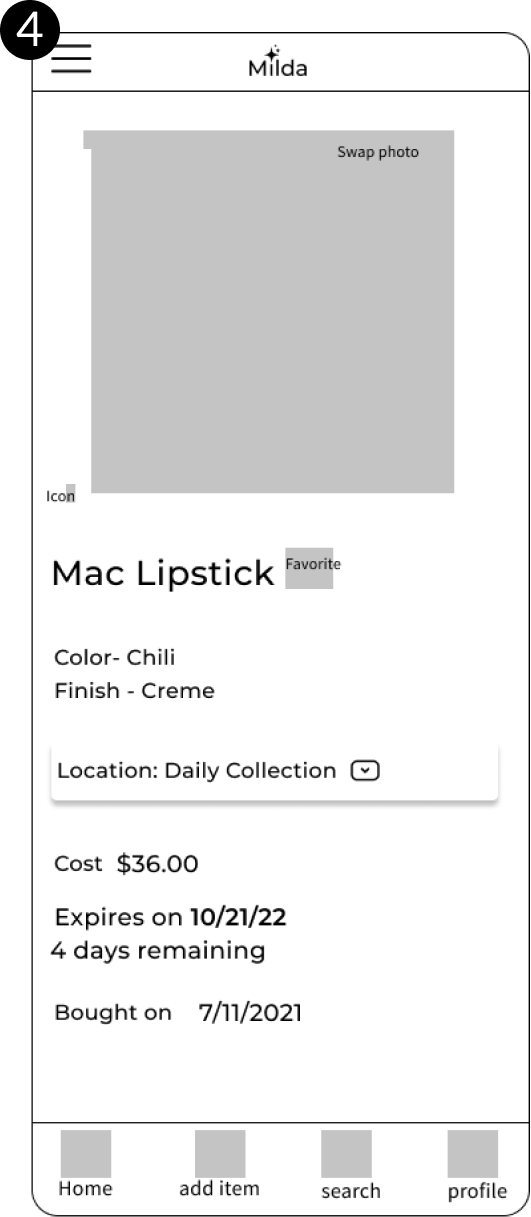 4
Milda
Swap photo
Icon
Mac Lipstick
Favorite
Color- Chili
Finish - Creme
Location: Daily Collection
Cost $36.00
Expires on 10/21/22
4 days remaining
Bought on 7/11/2021
Home
add item
search
profile